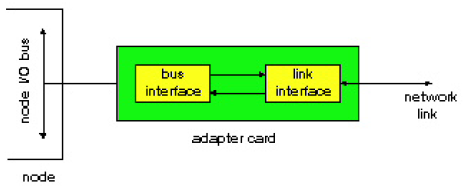 node I/O bus
bus
interface
link
interface
network
link
adapter card
node